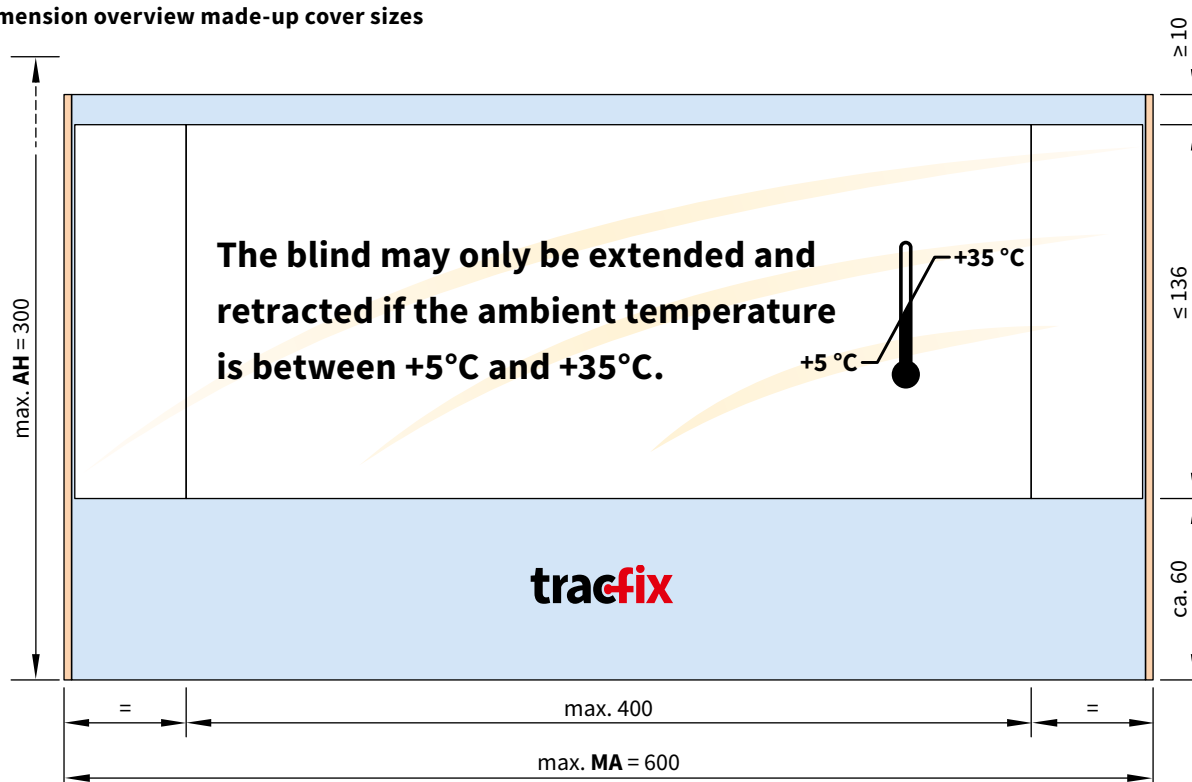 mension overview made-up cover sizes
≥ 10
max. AH = 300
The blind may only be extended and
retracted if the ambient temperature
is between +5°C and +35°C.
+35 °C
+5 °C
≤ 136
tracfix
ca. 60
=
max. 400
=
max. MA = 600